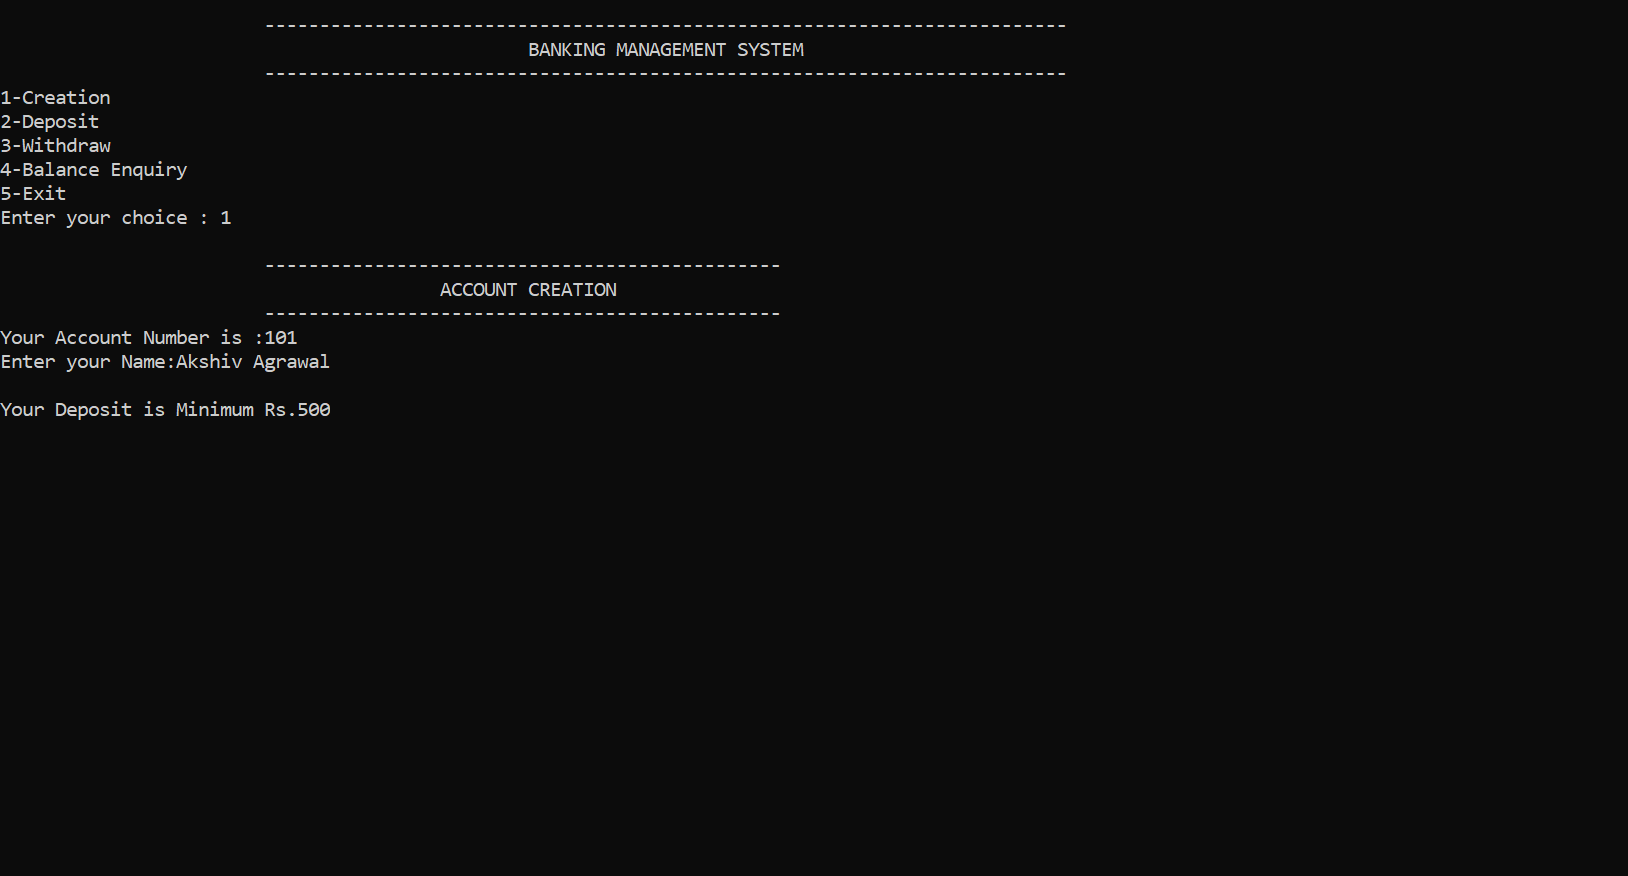 -------------------------------------------------------------------------
BANKING MANAGEMENT SYSTEM
-------------------------------------------------------------------------
1-Creation
2-Deposit
3-Withdraw
4-Balance Enquiry
5-Exit
Enter your choice : 1
-----------------------------------------------
ACCOUNT CREATION
-----------------------------------------------
Your Account Number is :101
Enter your Name:Akshiv Agrawal
Your Deposit is Minimum Rs.500